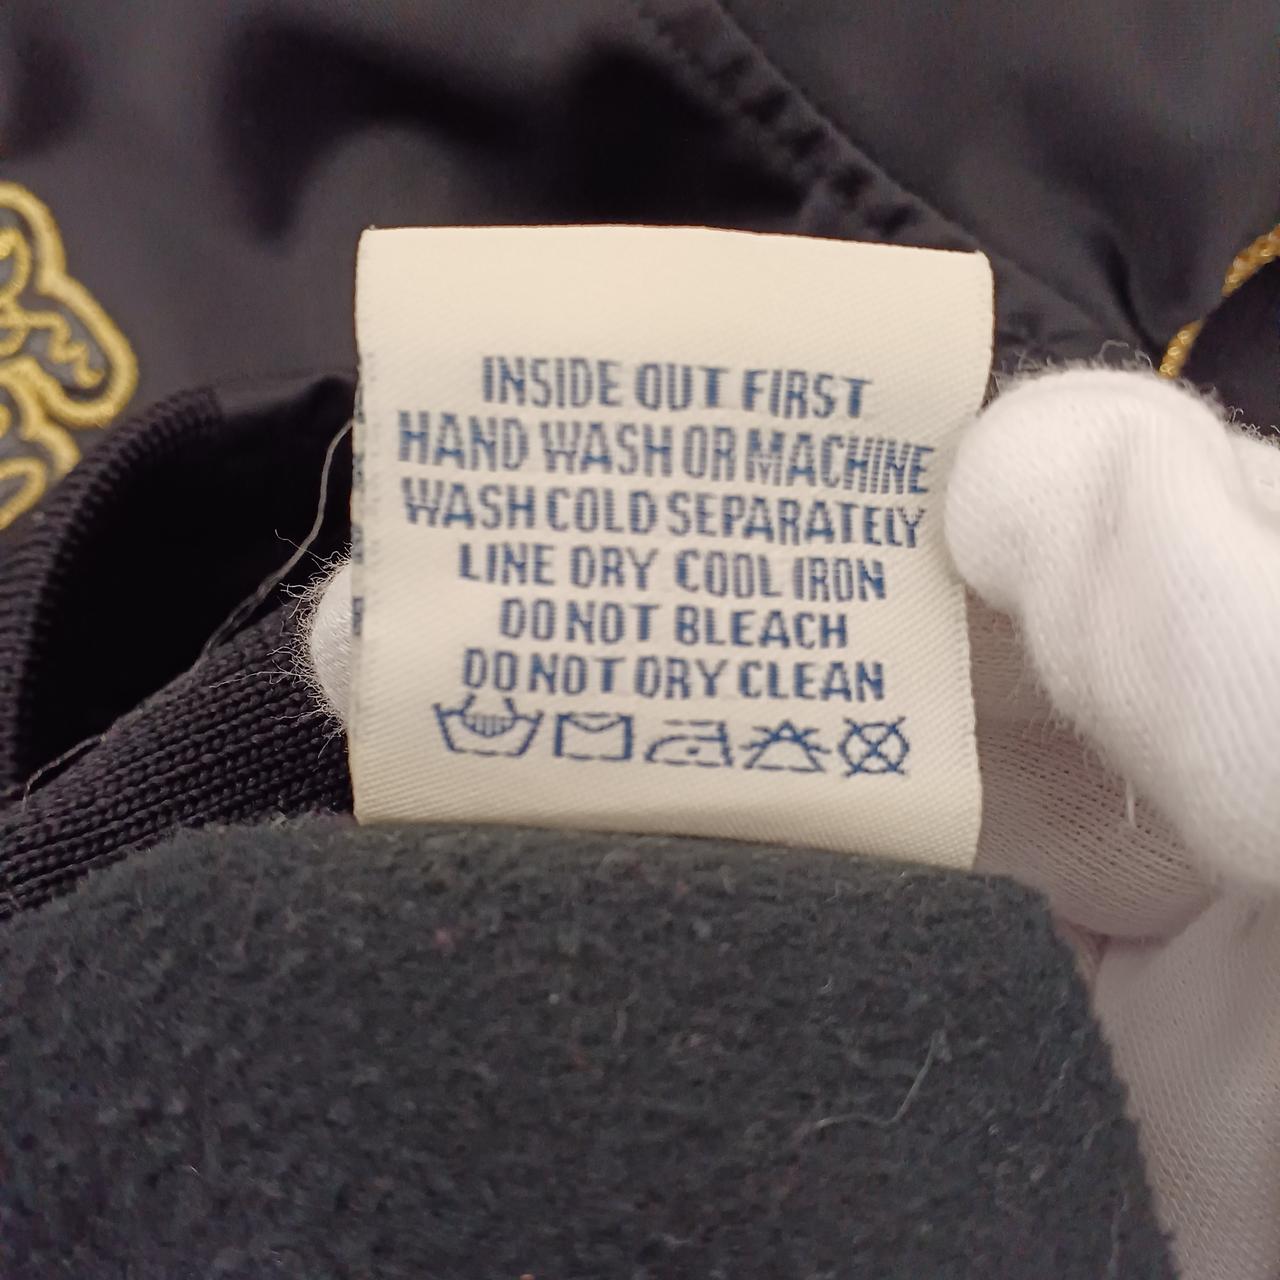 INSIDE OUT FIRST
HAND WASH OR MACHINE
WASH COLD SEPARATELY
LINE DRY COOL IRON
DO NOT BLEACH
DO NOT DRY CLEAN